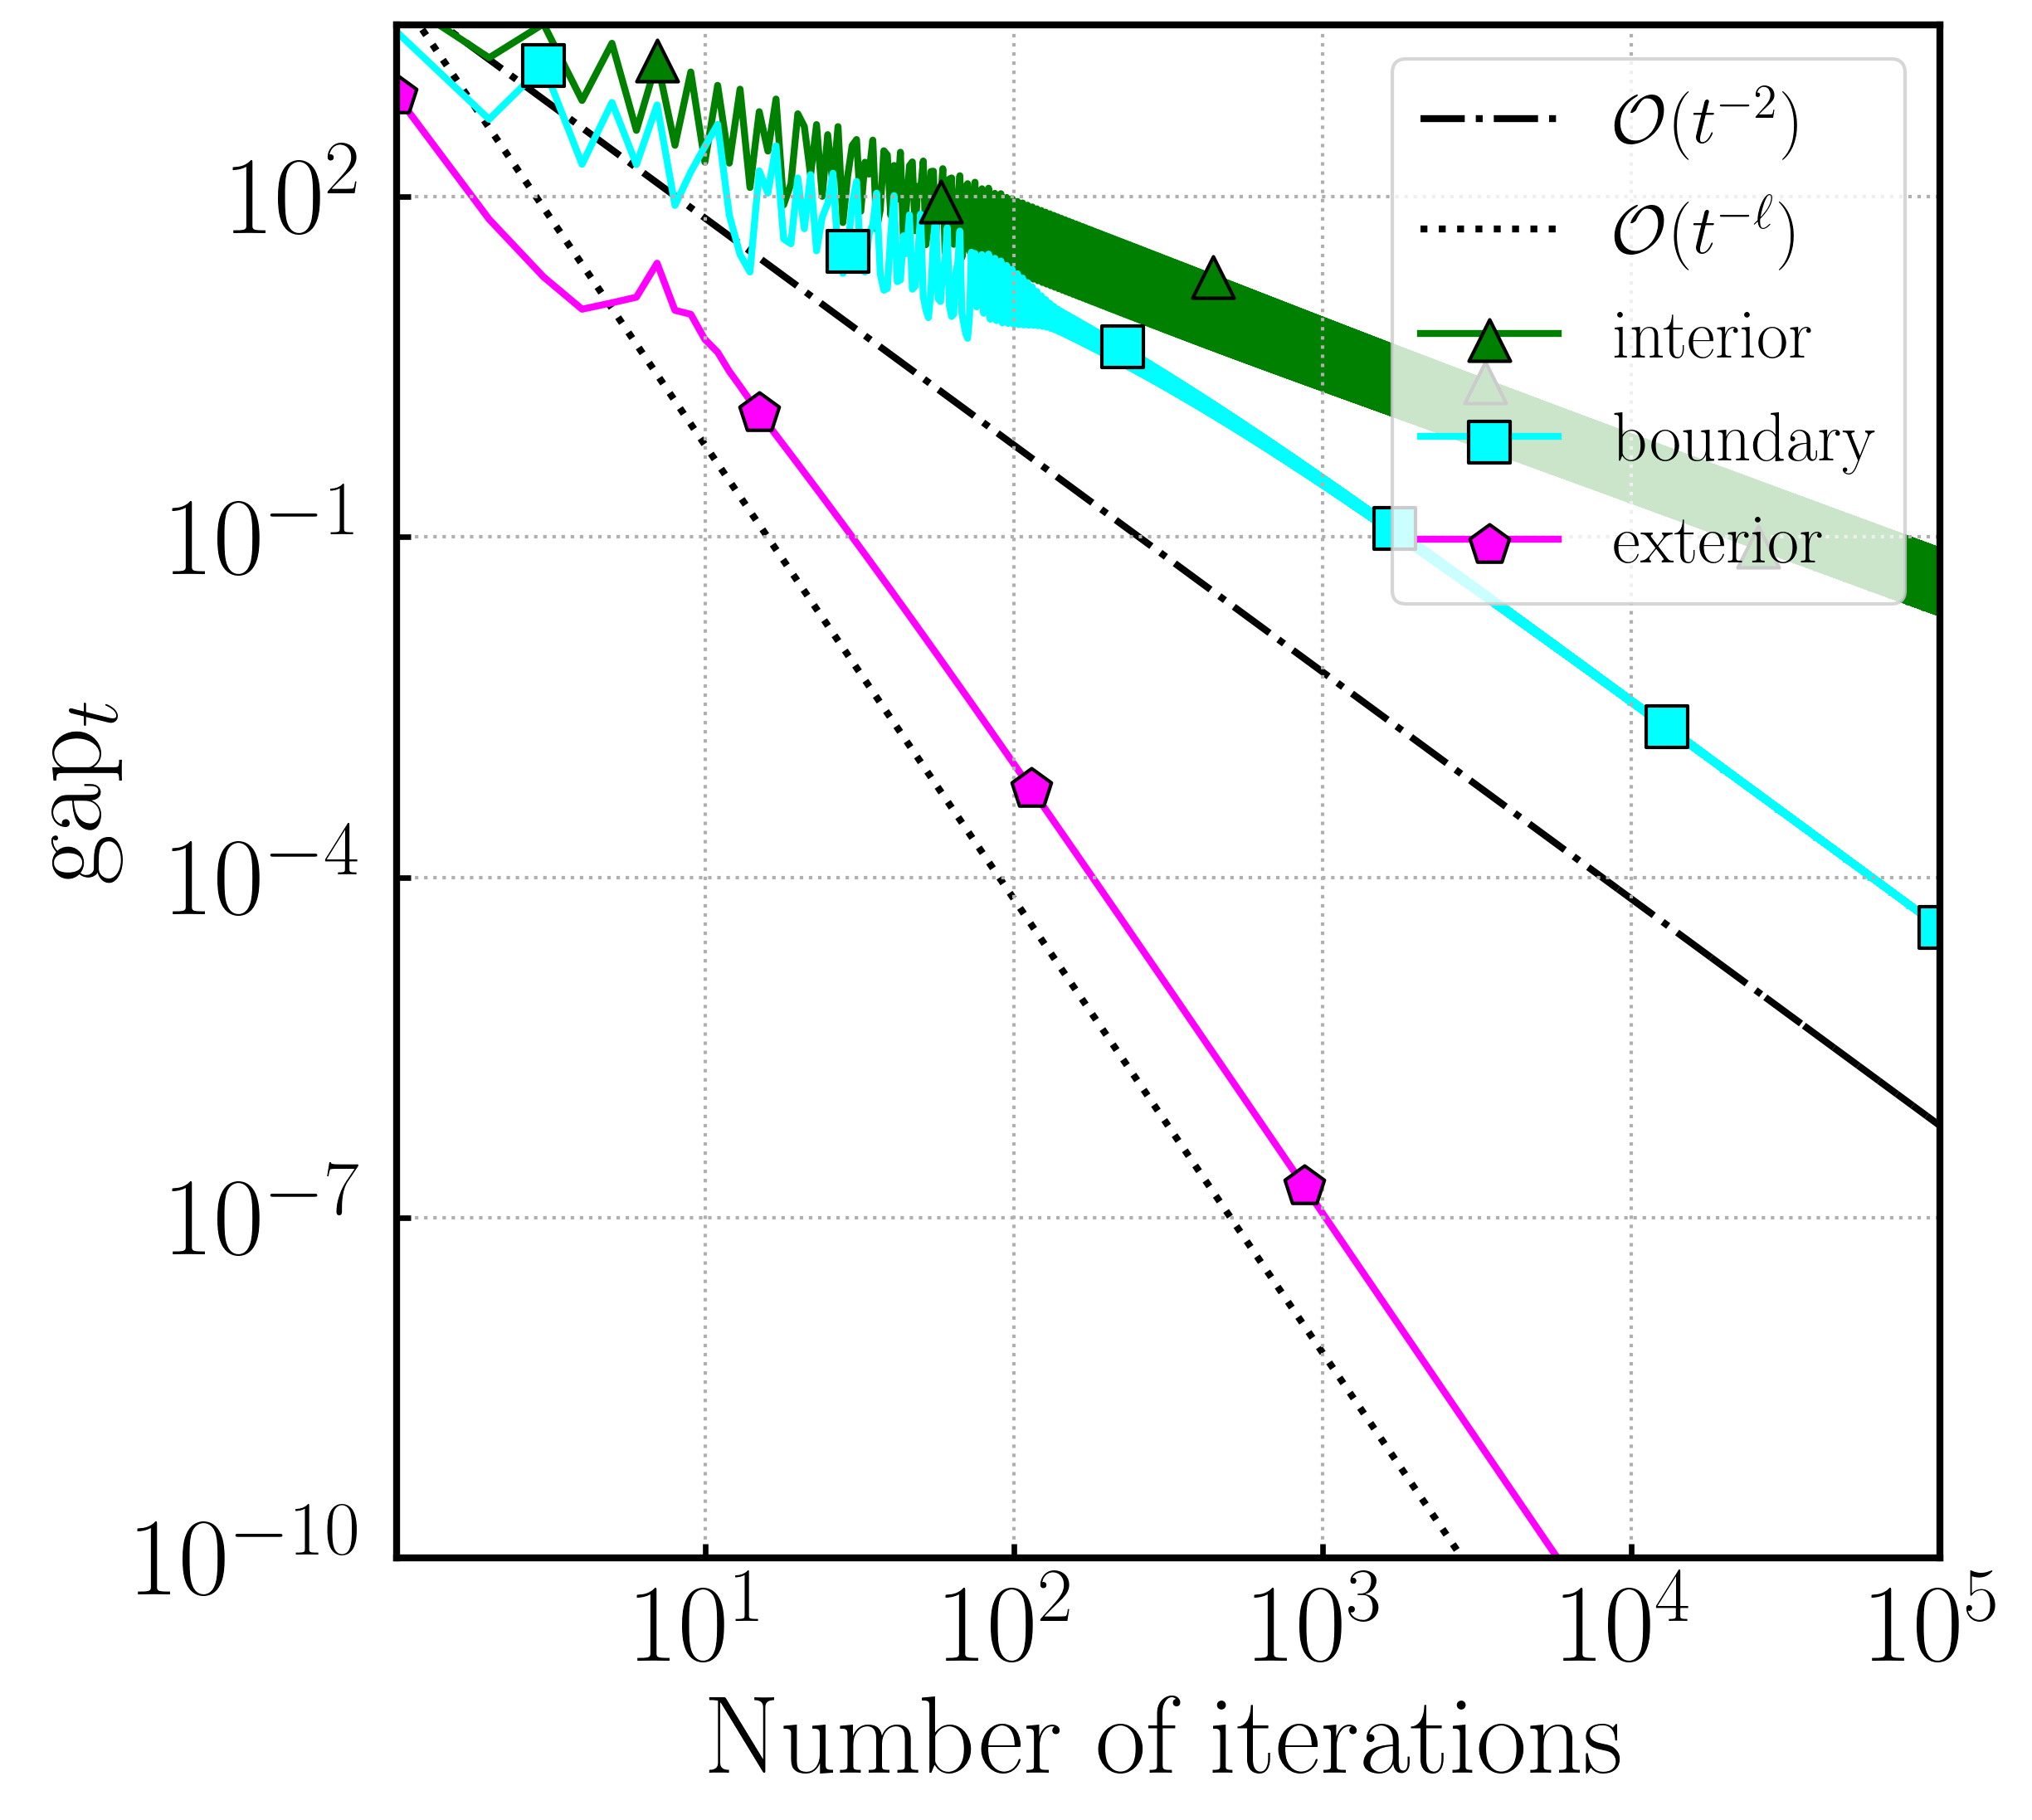 gap_t
10^2
10^{-1}
10^{-4}
10^{-7}
10^{-10}
10^1
10^2
10^3
10^4
10^5
Number of iterations
𝒪(t^{-2})
𝒪(t^{-ℓ})
interior
boundary
exterior